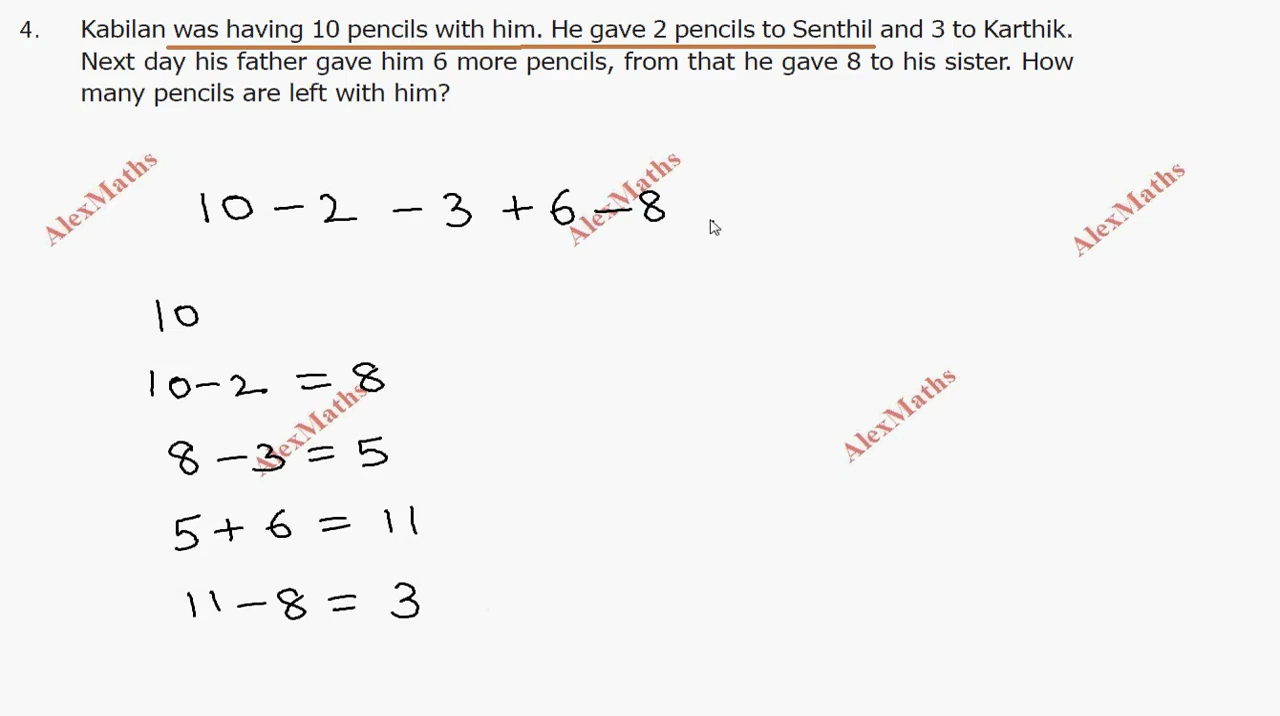 4. Kabilan was having 10 pencils with him. He gave 2 pencils to Senthil and 3 to Karthik.
Next day his father gave him 6 more pencils, from that he gave 8 to his sister. How
many pencils are left with him?
AlexMaths
AlexMaths
AlexMaths
10 - 2 - 3 + 6 - 8
10
10 - 2 = 8
AlexMaths
AlexMaths
8 - 3 = 5
5 + 6 = 11
11 - 8 = 3